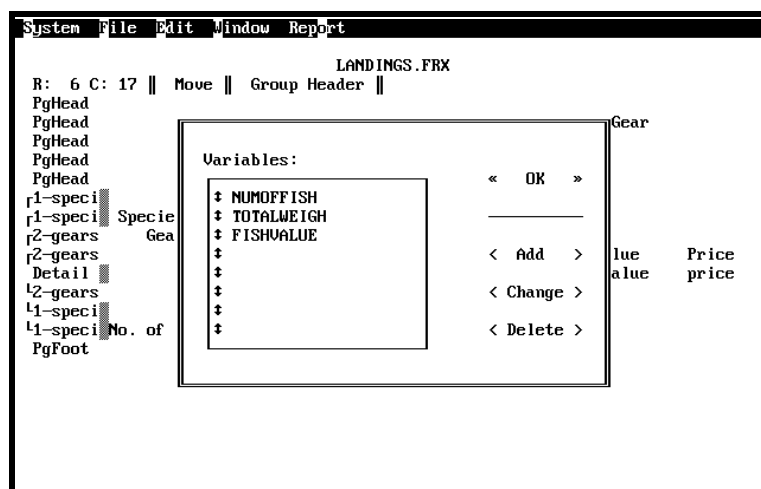 System File Edit Window Report
LANDINGS.FRX
R: 6 C: 17 ‖ Move ‖ Group Header ‖
PgHead
PgHead Gear
PgHead
PgHead Variables:
PgHead « OK »
┌1-speci ↕ NUMOFFISH
┌1-speci Specie ↕ TOTALWEIGH
┌2-gears Gea ↕ FISHVALUE
┌2-gears ↕ < Add > lue Price
Detail ↕ alue price
└2-gears ↕ < Change >
└1-speci ↕
└1-speci No. of ↕ < Delete >
PgFoot